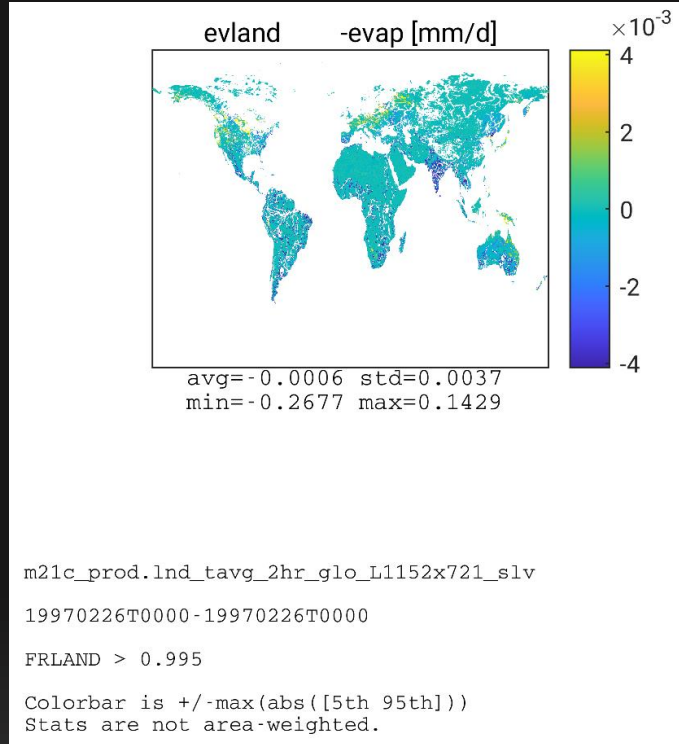 evland -evap [mm/d]
×10-3
4
2
0
-2
-4
avg=-0.0006 std=0.0037
min=-0.2677 max=0.1429
m21c_prod.lnd_tavg_2hr_glo_L1152x721_slv
19970226T0000-19970226T0000
FRLAND > 0.995
Colorbar is +/-max(abs([5th 95th]))
Stats are not area-weighted.